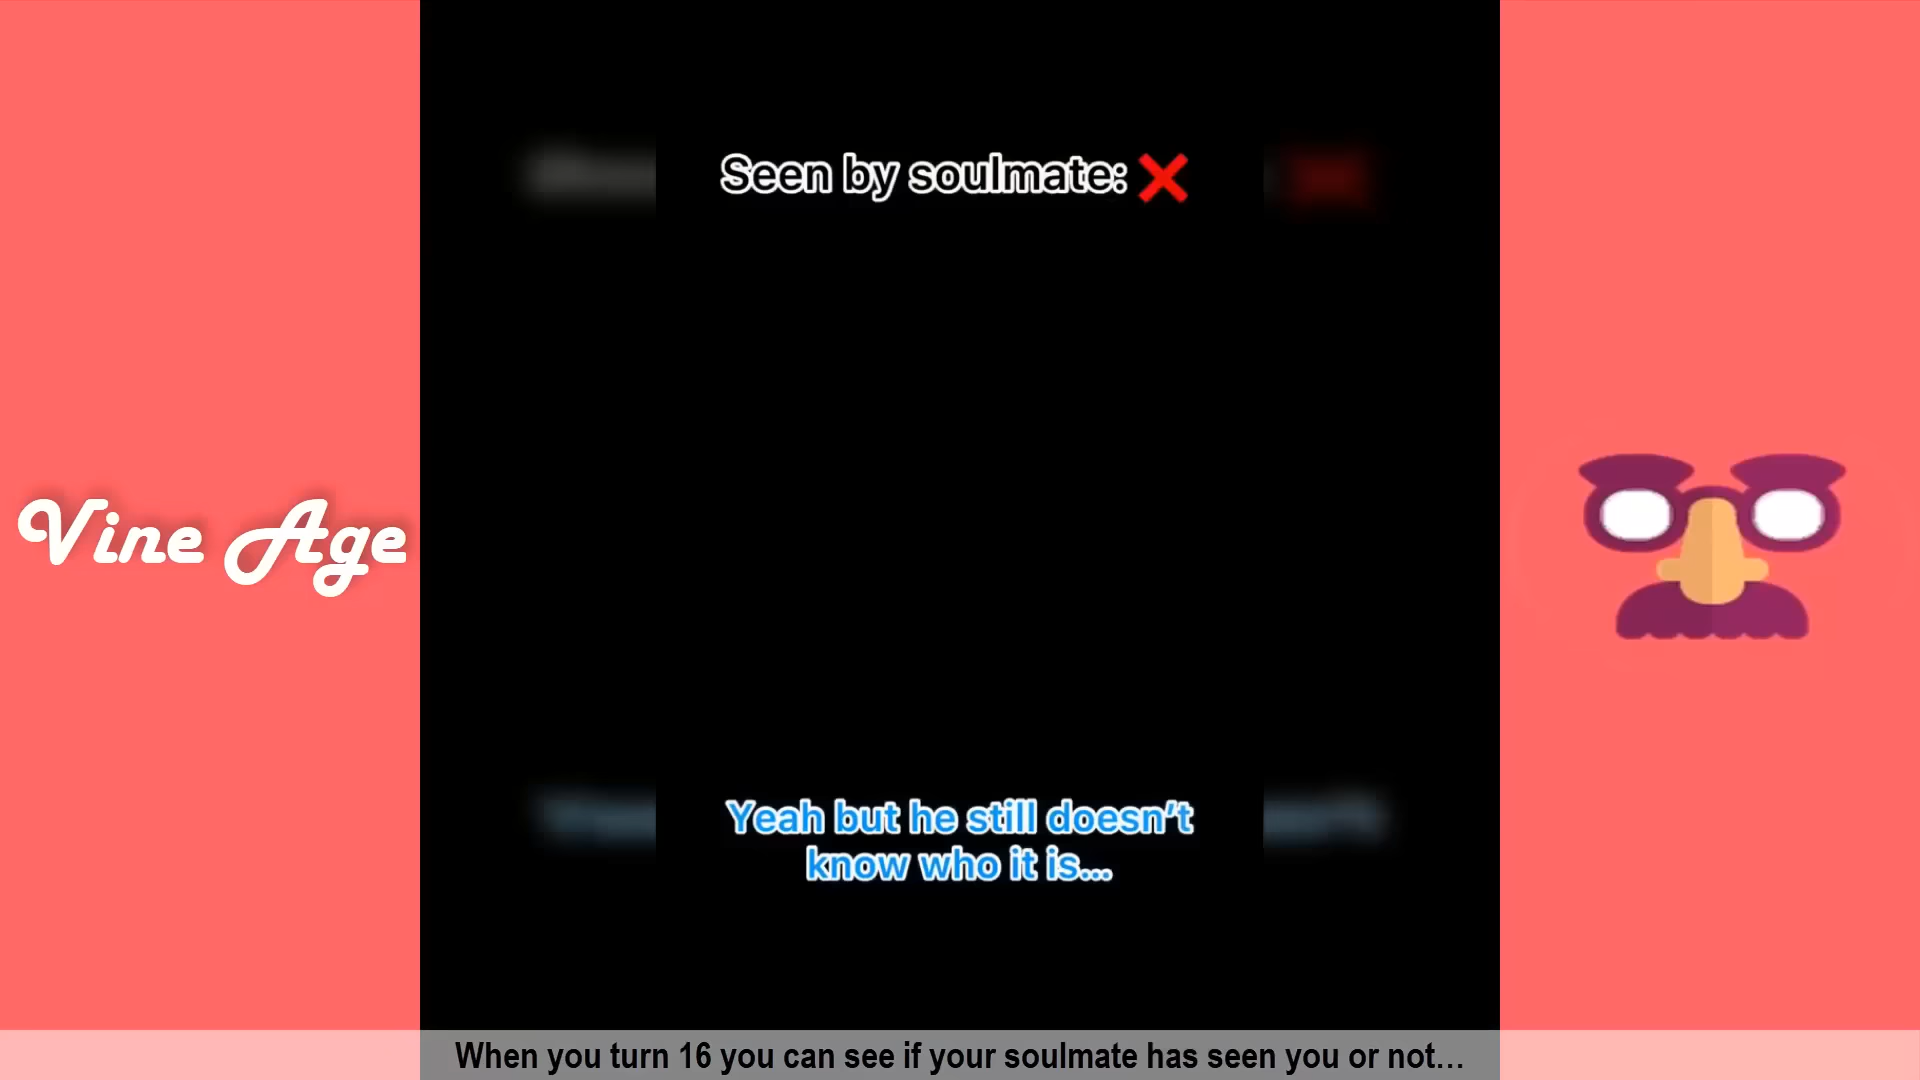 Seen by soulmate: ❌
Vine Age
Yeah but he still doesn't
know who it is...
When you turn 16 you can see if your soulmate has seen you or not...